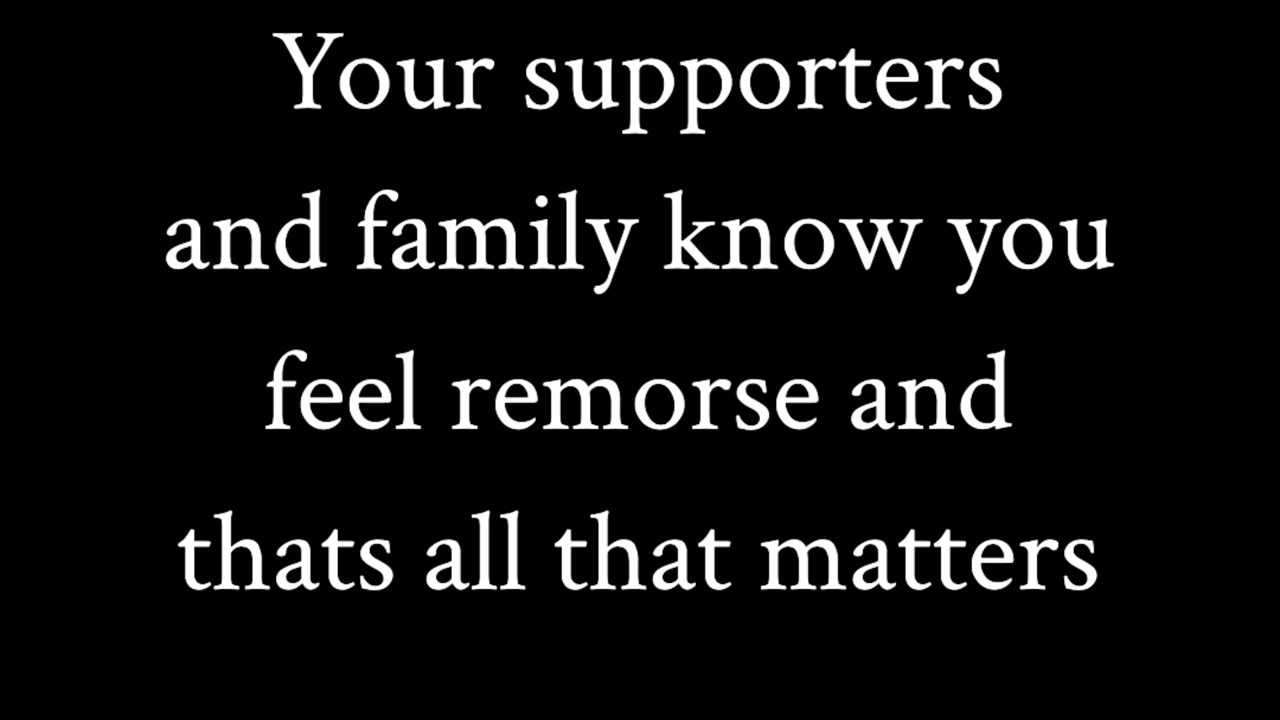 Your supporters
and family know you
feel remorse and
thats all that matters